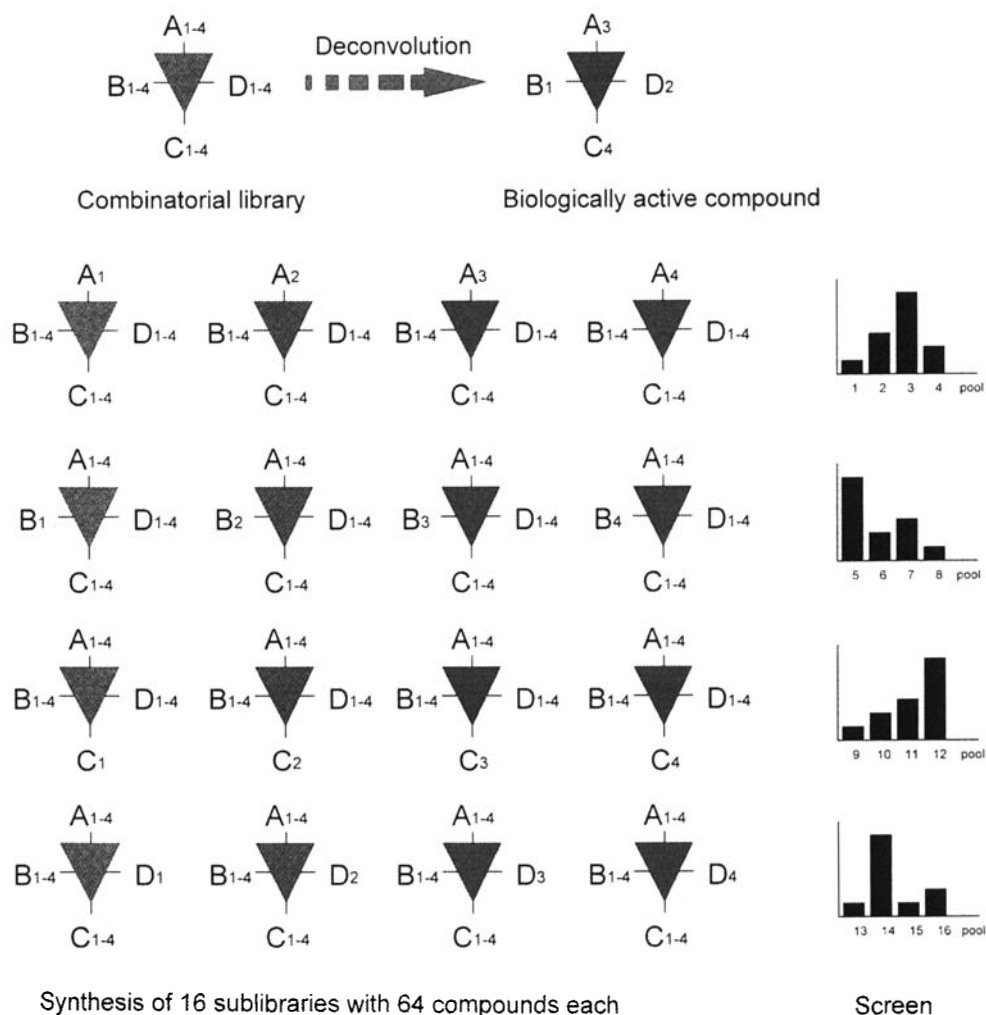 A1-4 A3
Deconvolution
B1-4 D1-4 B1 D2
C1-4 C4
Combinatorial library Biologically active compound
A1 A2 A3 A4
B1-4 D1-4 B1-4 D1-4 B1-4 D1-4 B1-4 D1-4
C1-4 C1-4 C1-4 C1-4
1 2 3 4 pool
A1-4 A1-4 A1-4 A1-4
B1 D1-4 B2 D1-4 B3 D1-4 B4 D1-4
C1-4 C1-4 C1-4 C1-4
5 6 7 8 pool
A1-4 A1-4 A1-4 A1-4
B1-4 D1-4 B1-4 D1-4 B1-4 D1-4 B1-4 D1-4
C1 C2 C3 C4
9 10 11 12 pool
A1-4 A1-4 A1-4 A1-4
B1-4 D1 B1-4 D2 B1-4 D3 B1-4 D4
C1-4 C1-4 C1-4 C1-4
13 14 15 16 pool
Synthesis of 16 sublibraries with 64 compounds each Screen